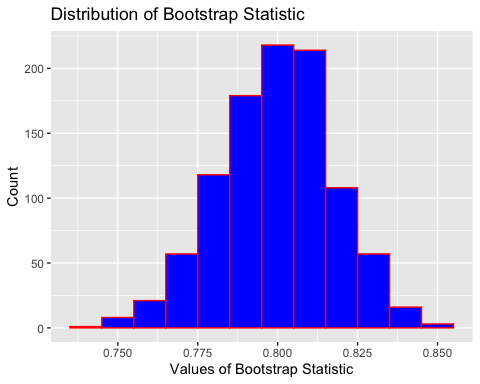 Distribution of Bootstrap Statistic
200
150
100
50
0
Count
0.750 0.775 0.800 0.825 0.850
Values of Bootstrap Statistic